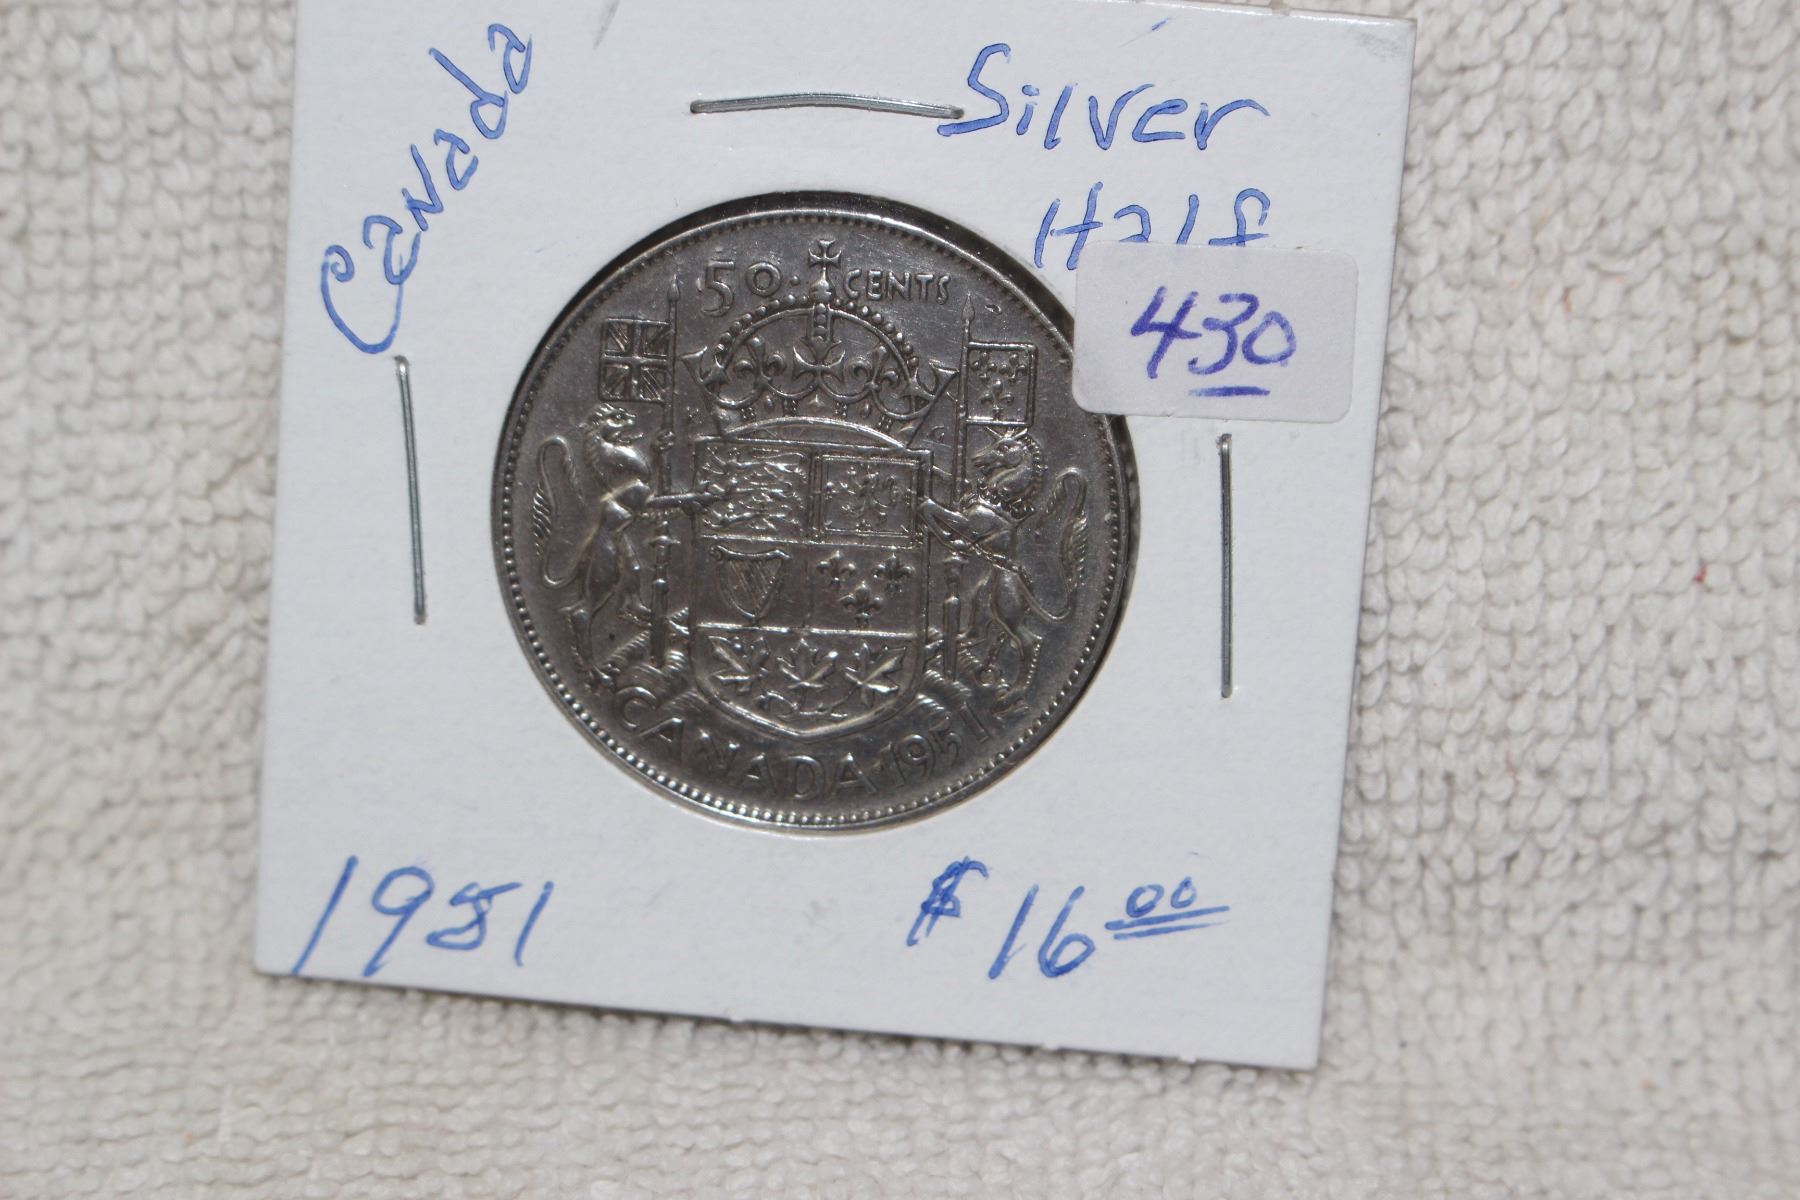 Canada
Silver
Half
430
50 CENTS
CANADA · 1951
1951
$16.00